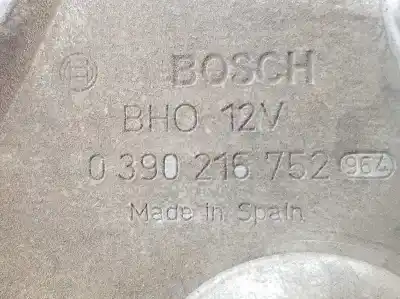 BOSCH
BHO 12V
0 390 216 752 964
Made in Spain